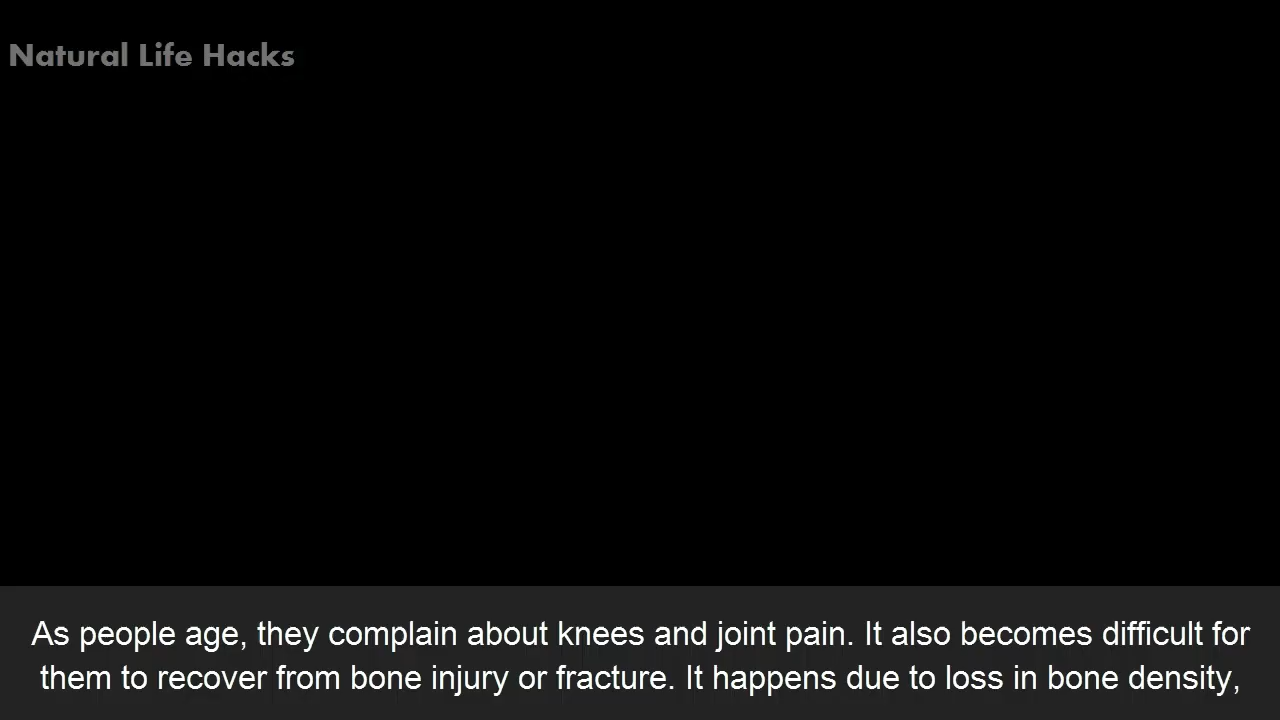 Natural Life Hacks
As people age, they complain about knees and joint pain. It also becomes difficult for
them to recover from bone injury or fracture. It happens due to loss in bone density,